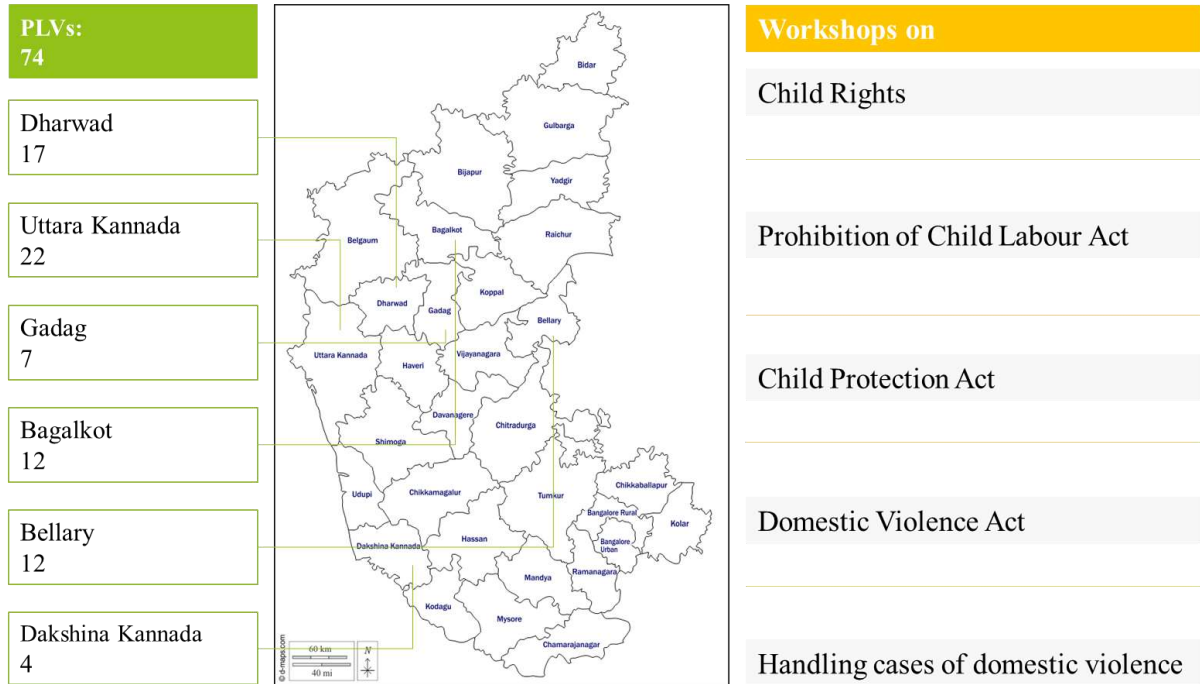 PLVs:
74
Dharwad
17
Uttara Kannada
22
Gadag
7
Bagalkot
12
Bellary
12
Dakshina Kannada
4
Bidar
Gulbarga
Bijapur
Yadgir
Bagalkot
Raichur
Belgaum
Koppal
Dharwad
Gadag
Bellary
Uttara Kannada
Vijayanagara
Haveri
Davanagere
Chitradurga
Shimoga
Chikkaballapur
Udupi
Chikkamagalur
Tumkur
Bangalore Rural
Kolar
Hassan
Bangalore
Urban
Dakshina Kannada
Ramanagara
Mandya
Kodagu
Mysore
Chamarajanagar
60 km
40 mi
N
© d-maps.com
Workshops on
Child Rights
Prohibition of Child Labour Act
Child Protection Act
Domestic Violence Act
Handling cases of domestic violence